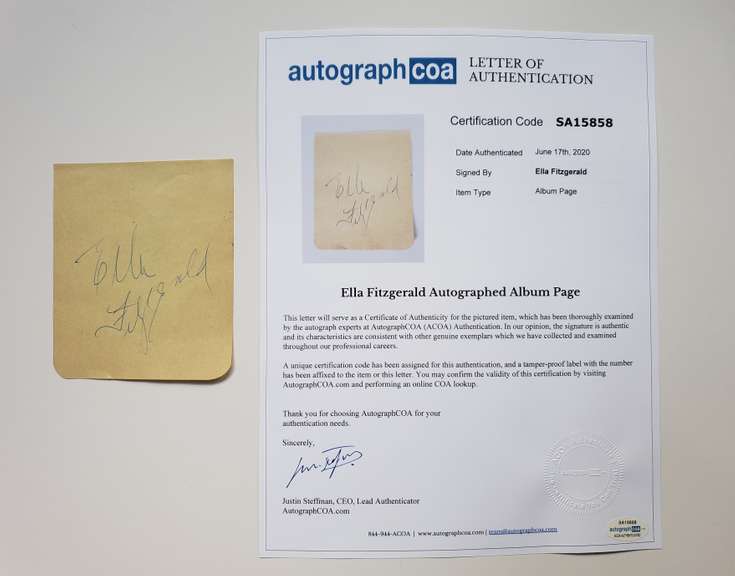 Ella
Fitzgerald
autographcoa
LETTER OF
AUTHENTICATION
Certification Code SA15858
Date Authenticated June 17th, 2020
Signed By Ella Fitzgerald
Item Type Album Page
Ella
Fitzgerald
Ella Fitzgerald Autographed Album Page
This letter will serve as a Certificate of Authenticity for the pictured item, which has been thoroughly examined
by the autograph experts at AutographCOA (ACOA) Authentication. In our opinion, the signature is authentic
and its characteristics are consistent with other genuine exemplars which we have collected and examined
throughout our professional careers.
A unique certification code has been assigned for this authentication, and a tamper-proof label with the number
has been affixed to the item or this letter. You may confirm the validity of this certification by visiting
AutographCOA.com and performing an online COA lookup.
Thank you for choosing AutographCOA for your
authentication needs.
Sincerely,
Justin Steffman, CEO, Lead Authenticator
AutographCOA.com
844-944-ACOA | www.autographcoa.com | team@autographcoa.com
SA15858
autographcoa